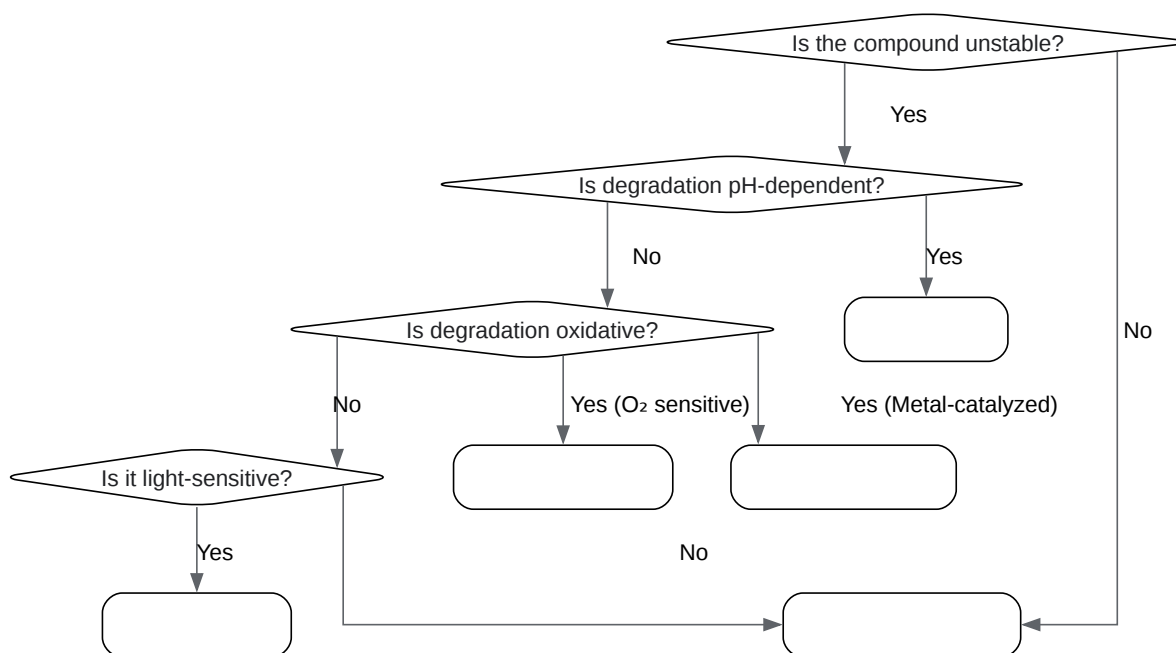 Is the compound unstable?
Yes
Is degradation pH-dependent?
No
Yes
Is degradation oxidative?
No
No
Yes (O₂ sensitive)
Yes (Metal-catalyzed)
Is it light-sensitive?
Yes
No